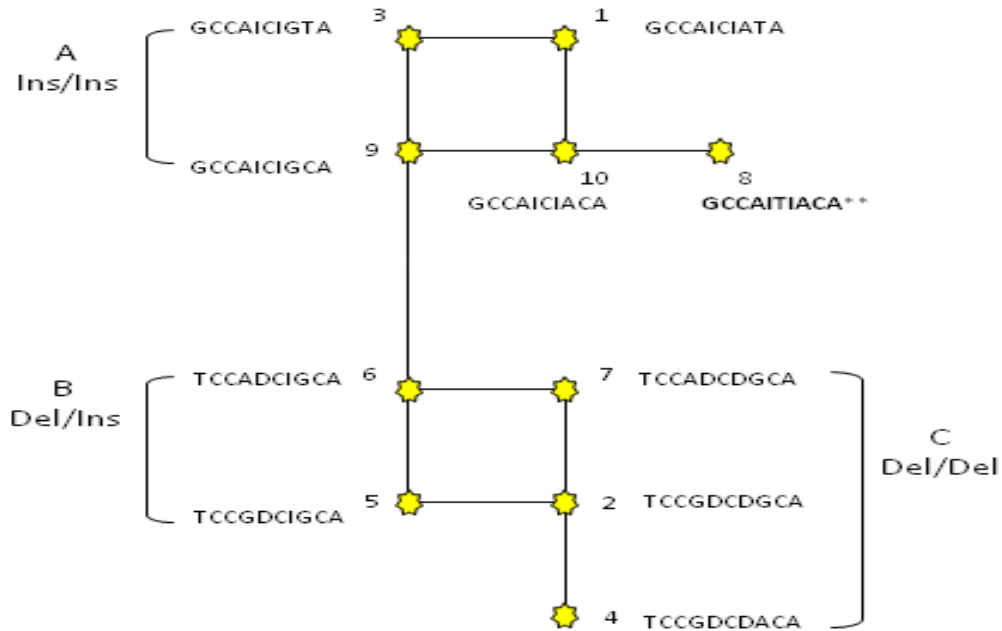 3
1
GCCAICIGTA
GCCAICIATA
A
Ins/Ins
GCCAICIGCA
9
10
8
GCCAICIACA
GCCAITIACA**
B
Del/Ins
TCCADCIGCA
6
7
TCCADCDGCA
C
Del/Del
TCCGDCIGCA
5
2
TCCGDCDGCA
4
TCCGDCDACA